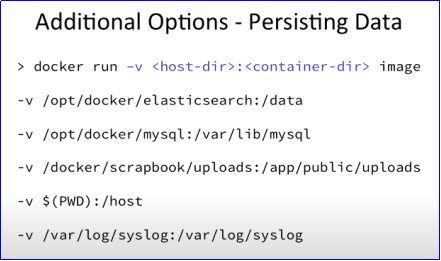 Additional Options - Persisting Data
> docker run -v <host-dir>:<container-dir> image
-v /opt/docker/elasticsearch:/data
-v /opt/docker/mysql:/var/lib/mysql
-v /docker/scrapbook/uploads:/app/public/uploads
-v $(PWD):/host
-v /var/log/syslog:/var/log/syslog